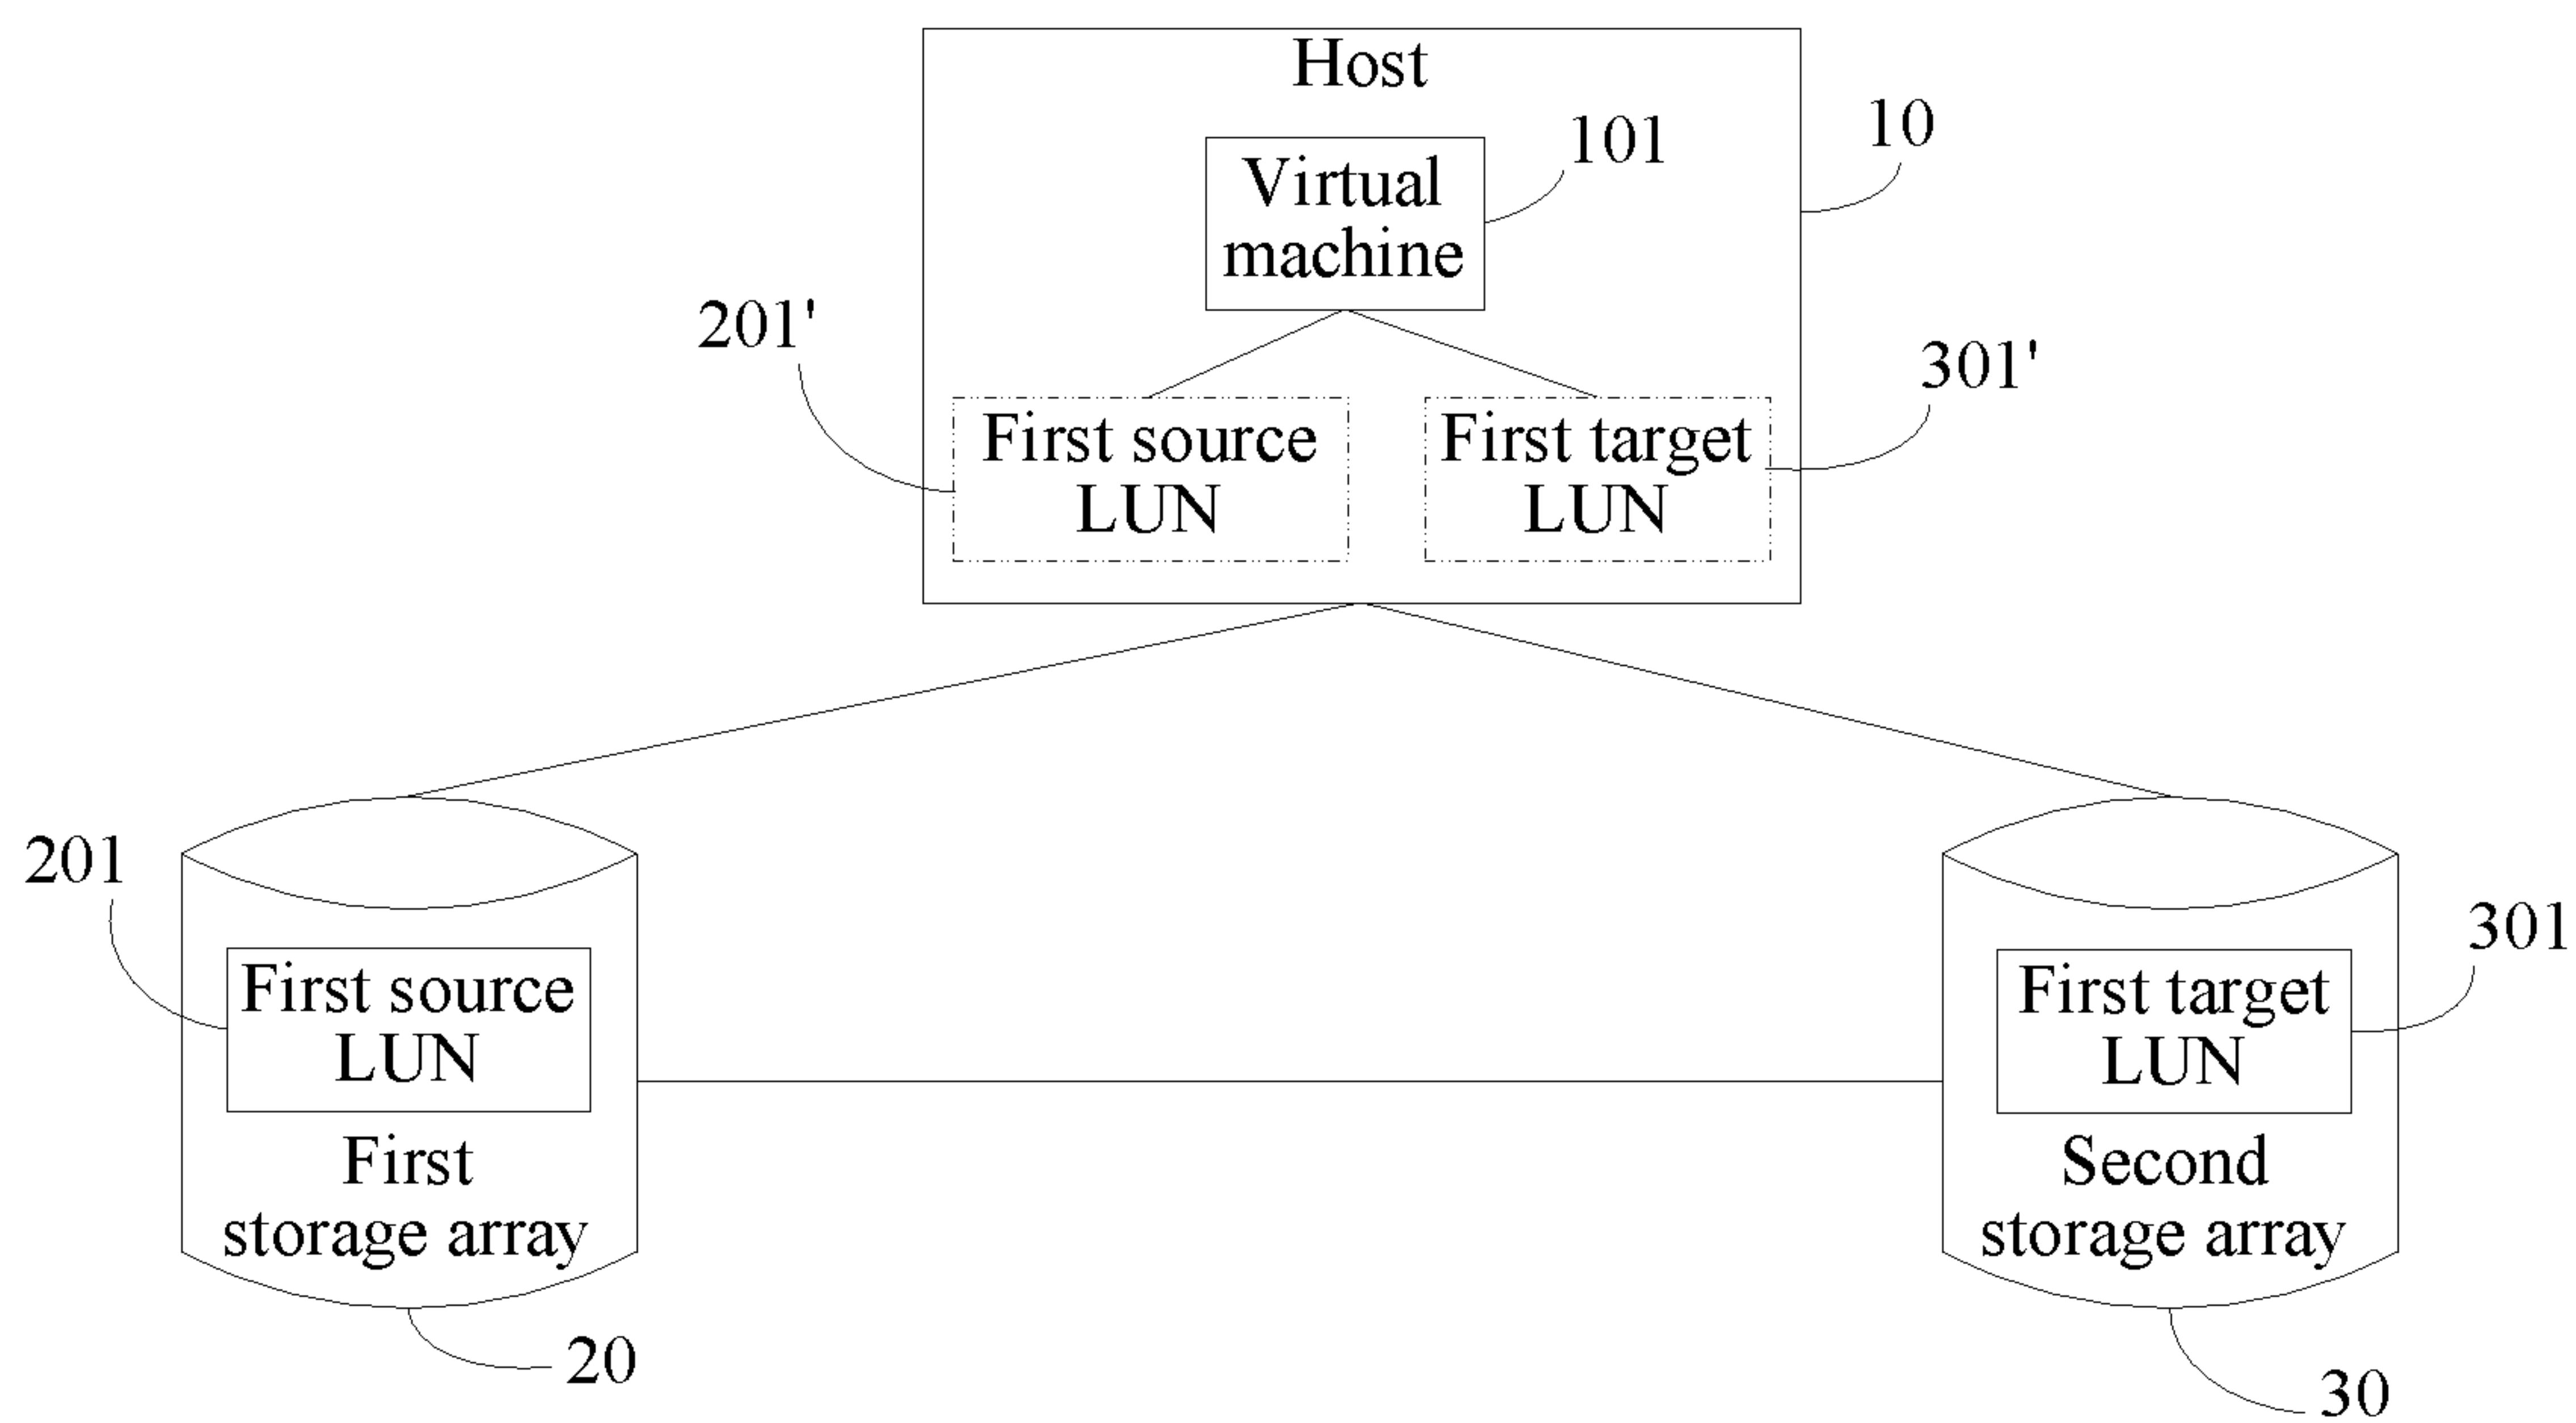 Host
10
101
Virtual
machine
201'
301'
First source
LUN
First target
LUN
201
301
First source
LUN
First
storage array
First target
LUN
Second
storage array
20
30